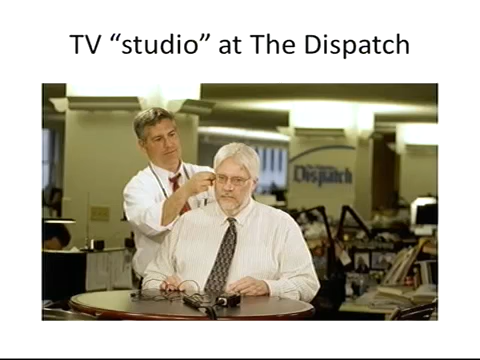 TV “studio” at The Dispatch
Dispatch